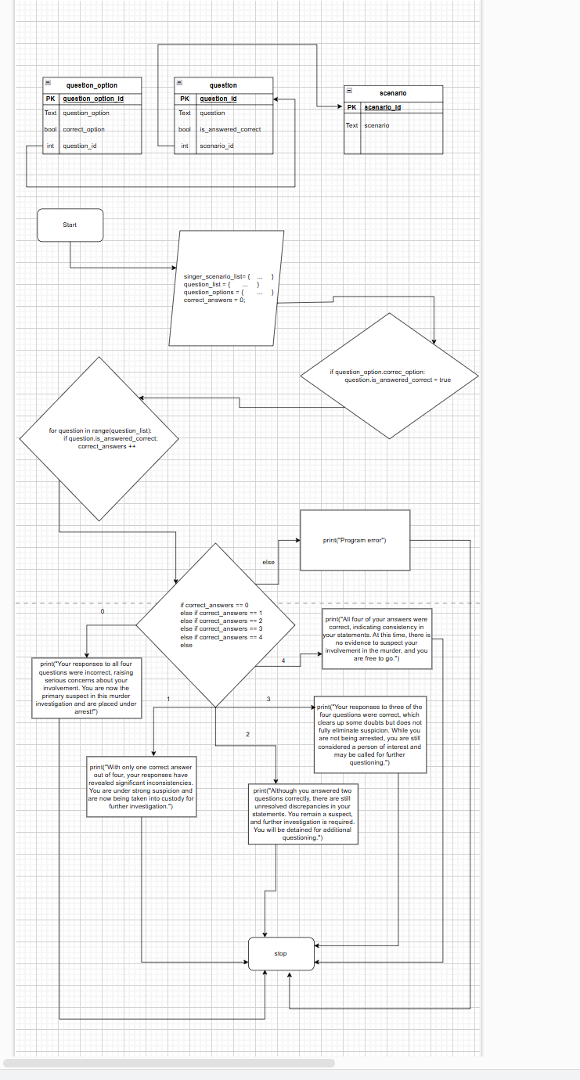 question_option
PK question_option_id
Text question_option
bool correct_option
int question_id
question
PK question_id
Text question
bool is_answered_correct
int scenario_id
scenario
PK scenario_id
Text scenario
Start
singer_scenario_list= { ... }
question_list = { ... }
question_options = { ... }
correct_answers = 0;
if question_option.correc_option:
question.is_answered_correct = true
for question in range(question_list):
if question.is_answered_correct:
correct_answers ++
print("Program error")
else
if correct_answers == 0
else if correct_answers == 1
else if correct_answers == 2
else if correct_answers == 3
else if correct_answers == 4
else
0
print("All four of your answers were
correct, indicating consistency in
your statements. At this time, there is
no evidence to suspect your
involvement in the murder, and you
are free to go.")
4
print("Your responses to all four
questions were incorrect, raising
serious concerns about your
involvement. You are now the
primary suspect in this murder
investigation and are placed under
arrest!")
1
3
print("Your responses to three of the
four questions were correct, which
clears up some doubts but does not
fully eliminate suspicion. While you
are not being arrested, you are still
considered a person of interest and
may be called for further
questioning.")
2
print("With only one correct answer
out of four, your responses have
revealed significant inconsistencies.
You are under strong suspicion and
are now being taken into custody for
further investigation.")
print("Although you answered two
questions correctly, there are still
unresolved discrepancies in your
statements. You remain a suspect,
and further investigation is required.
You will be detained for additional
questioning.")
stop